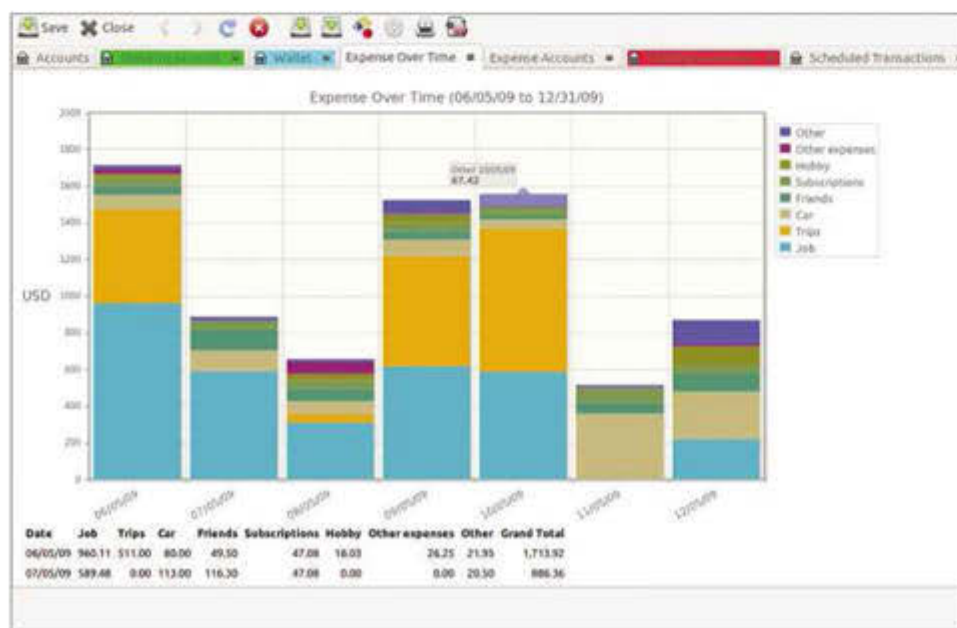 Save Close
Accounts Wallet Expense Over Time Expense Accounts Scheduled Transactions
Expense Over Time (06/05/09 to 12/31/09)
2000
1800
1600
1400
1200
1000
800
600
400
200
0
USD
Other 10/05/09
67.42
Other
Other expenses
Hobby
Subscriptions
Friends
Car
Trips
Job
06/05/09 07/05/09 08/05/09 09/05/09 10/05/09 11/05/09 12/05/09
Date Job Trips Car Friends Subscriptions Hobby Other expenses Other Grand Total
06/05/09 960.11 511.00 80.00 49.50 47.08 18.03 26.25 21.95 1,713.92
07/05/09 589.48 0.00 113.00 116.30 47.08 0.00 0.00 20.50 886.36